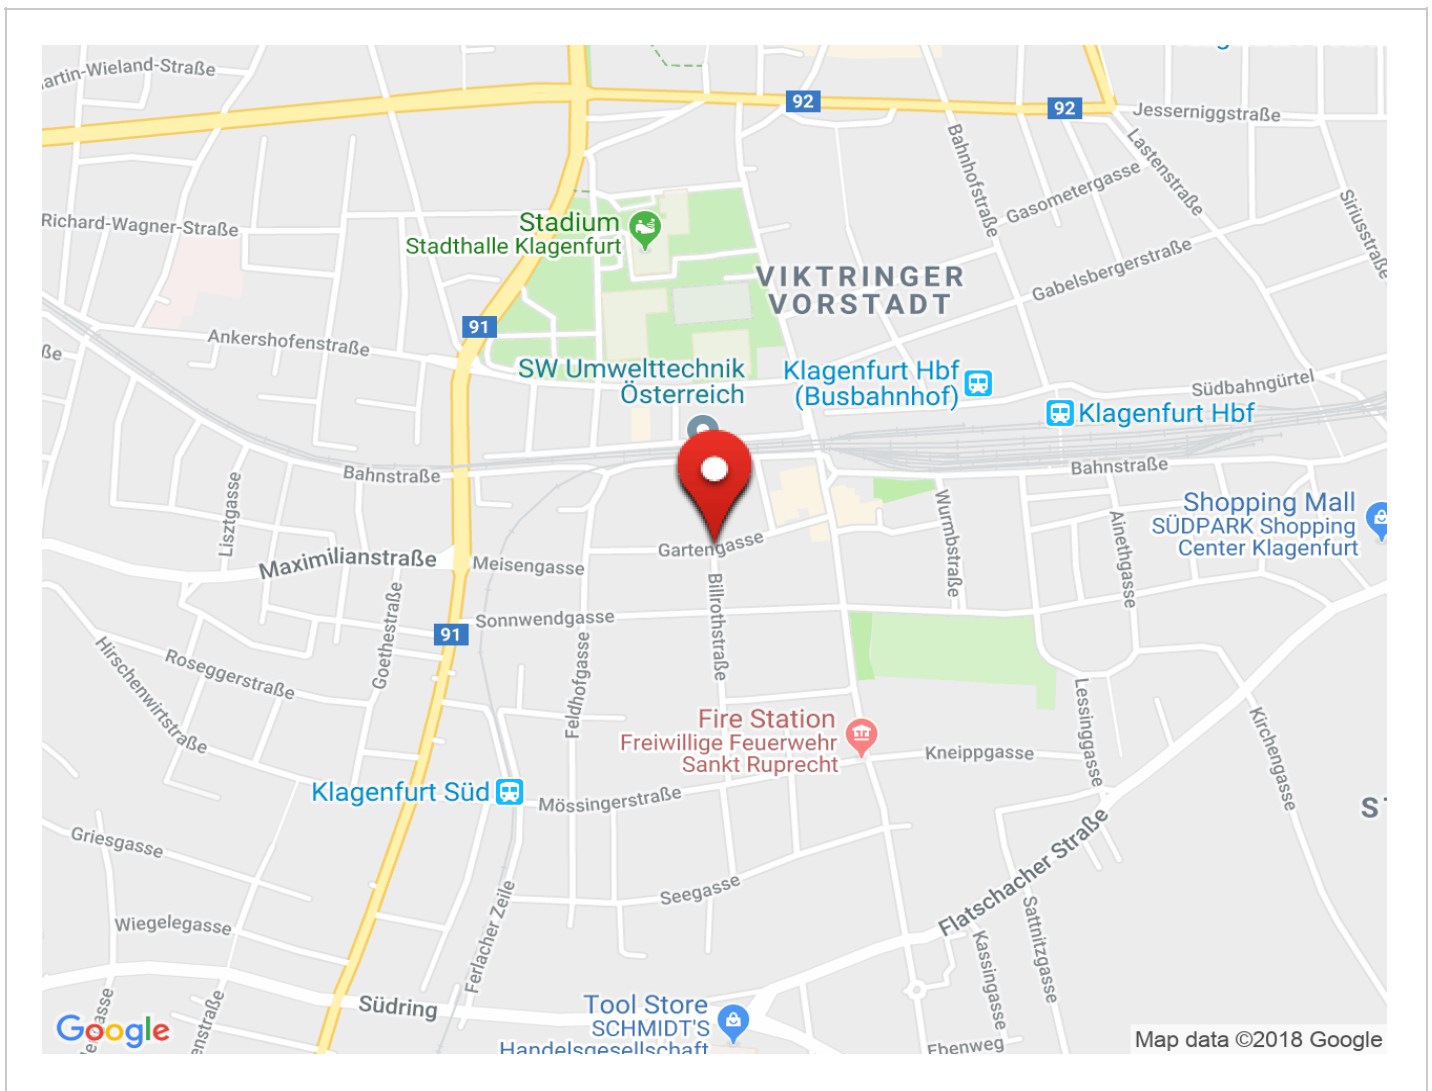 artin-Wieland-Straße
92
92
Jesserniggstraße
Bahnhofstraße
Lastenstraße
Gasometergasse
Siriusstraße
Richard-Wagner-Straße
Stadium
Stadthalle Klagenfurt
Gabelsbergerstraße
VIKTRINGER
VORSTADT
91
Ankershofenstraße
ße
SW Umwelttechnik
Österreich
Klagenfurt Hbf
(Busbahnhof)
Südbahngürtel
Klagenfurt Hbf
Bahnstraße
Bahnstraße
Lisztgasse
Wurmbstraße
Ainethgasse
Shopping Mall
SÜDPARK Shopping
Center Klagenfurt
Maximilianstraße
Meisengasse
Gartengasse
Billrothstraße
Goethestraße
Sonnwendgasse
91
Feldhofgasse
Hirschenwirtstraße
Roseggerstraße
Lessinggasse
Kirchengasse
Fire Station
Freiwillige Feuerwehr
Sankt Ruprecht
Kneippgasse
Klagenfurt Süd
Mössingerstraße
Griesgasse
Flatschacher Straße
Seegasse
Ferlacher Zeile
Wiegelegasse
Sattnitzgasse
Kassingasse
Südring
Tool Store
SCHMIDT'S
Handelsgesellschaft
Ebenweg
Google
Map data ©2018 Google